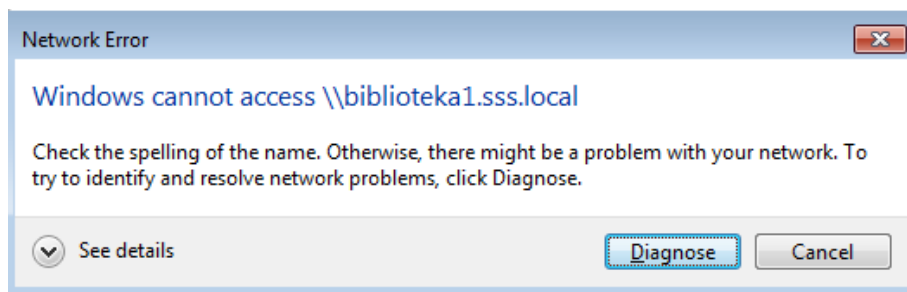 Network Error
Windows cannot access \\biblioteka1.sss.local
Check the spelling of the name. Otherwise, there might be a problem with your network. To
try to identify and resolve network problems, click Diagnose.
See details
Diagnose
Cancel